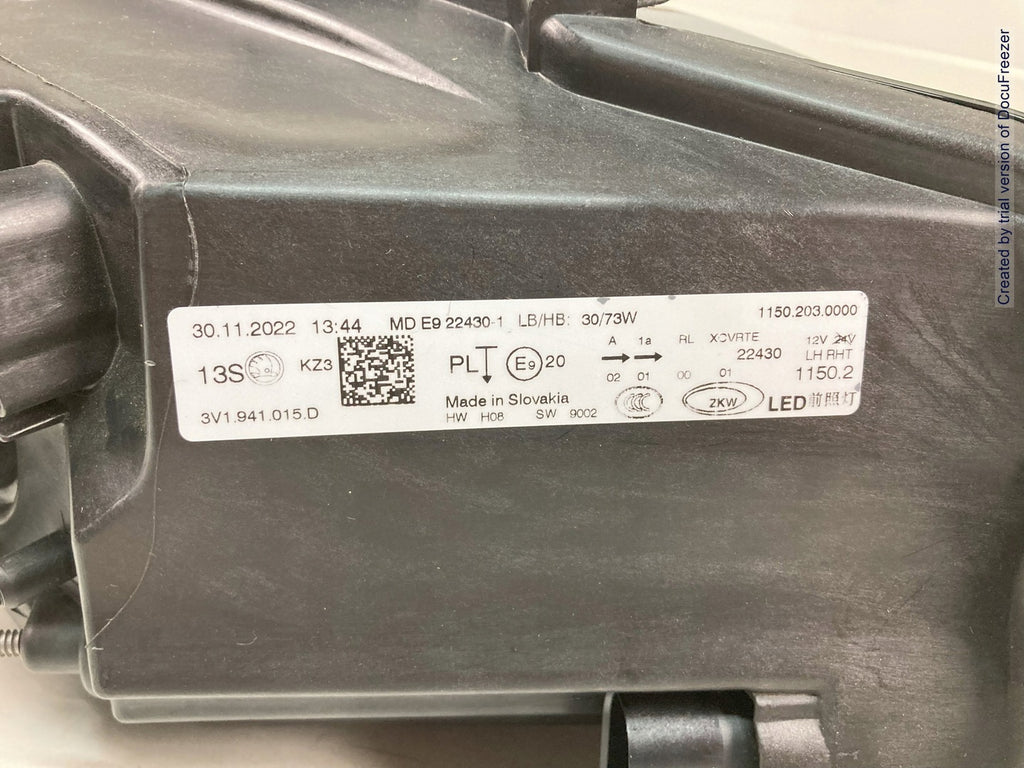 30.11.2022 13:44 MD E9 22430-1 LB/HB: 30/73W 1150.203.0000
13S KZ3 PL E9 20 A 1a RL XCVRTE 12V 24V
22430 LH RHT
02 01 00 01 1150.2
Made in Slovakia
3V1.941.015.D HW H08 SW 9002 CCC ZKW LED前照灯
Created by trial version of DocuFreezer